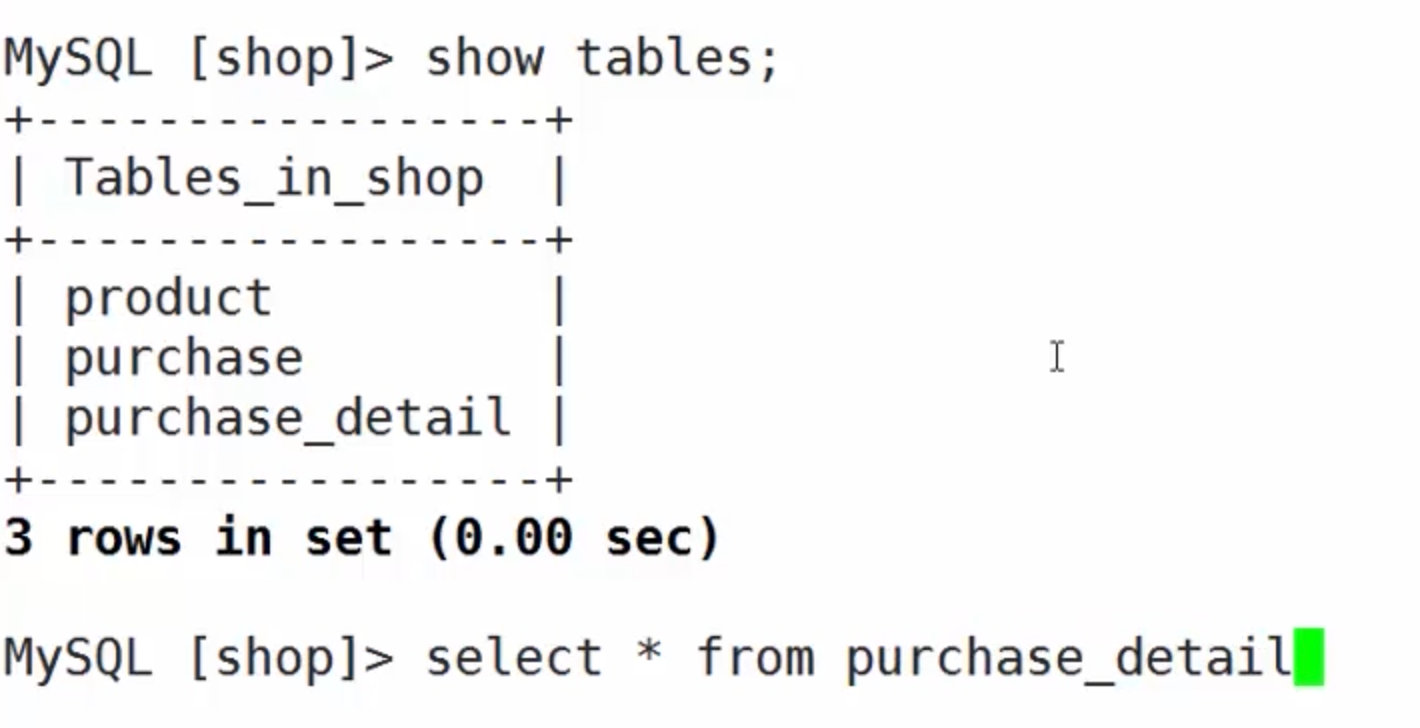 MySQL [shop]> show tables;
+------------------+
| Tables_in_shop   |
+------------------+
| product          |
| purchase         |
| purchase_detail  |
+------------------+
3 rows in set (0.00 sec)
MySQL [shop]> select * from purchase_detail